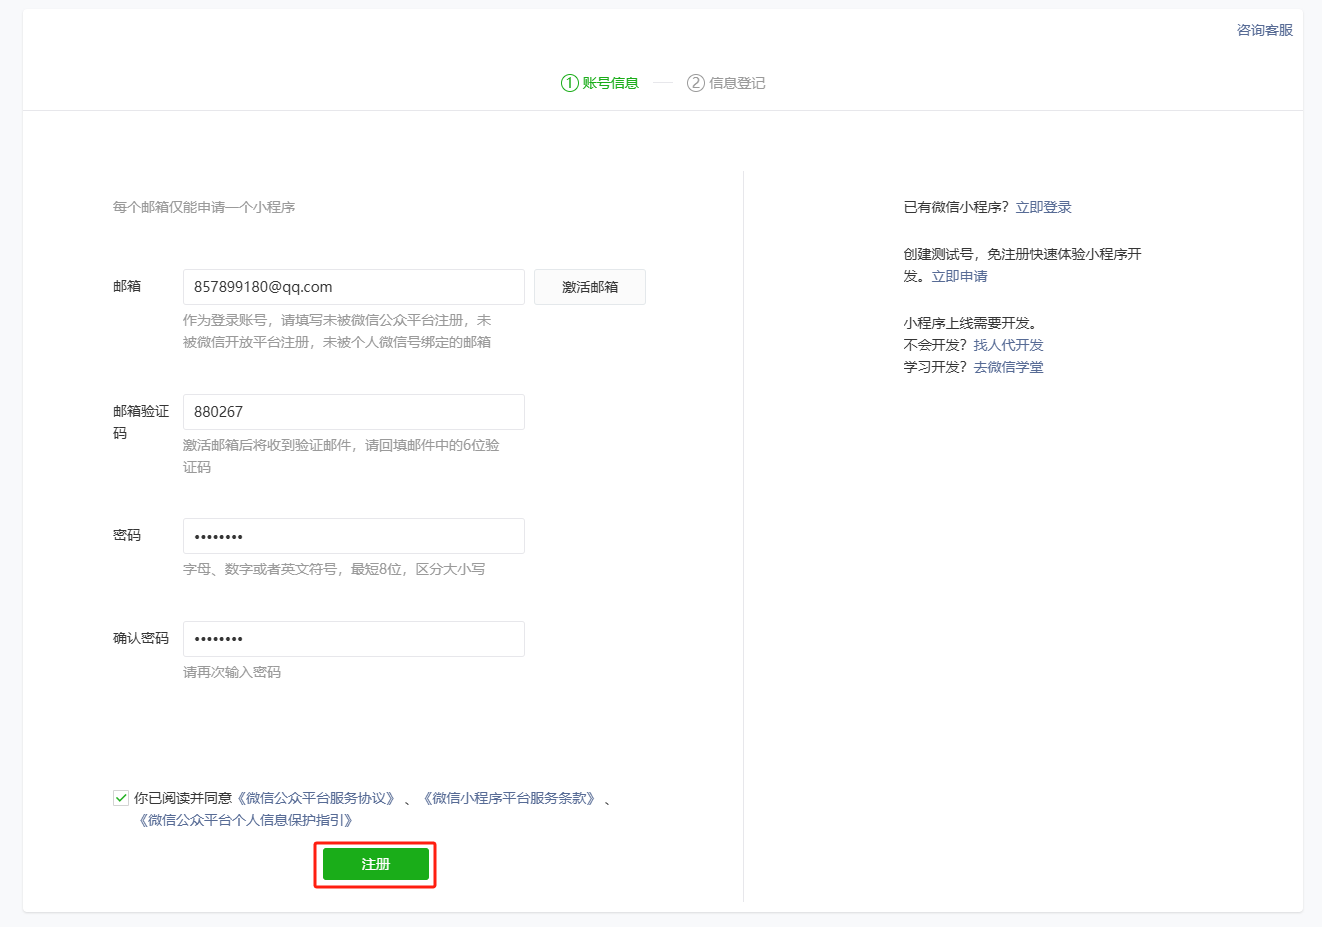 咨询客服
① 账号信息 ② 信息登记
每个邮箱仅能申请一个小程序
邮箱 857899180@qq.com 激活邮箱
作为登录账号，请填写未被微信公众平台注册，未
被微信开放平台注册，未被个人微信号绑定的邮箱
邮箱验证
码
880267
激活邮箱后将收到验证邮件，请回填邮件中的6位验
证码
密码 ••••••••
字母、数字或者英文符号，最短8位，区分大小写
确认密码 ••••••••
请再次输入密码
你已阅读并同意《微信公众平台服务协议》 、 《微信小程序平台服务条款》 、
《微信公众平台个人信息保护指引》
注册
已有微信小程序？立即登录
创建测试号，免注册快速体验小程序开
发。立即申请
小程序上线需要开发。
不会开发？找人代开发
学习开发？去微信学堂